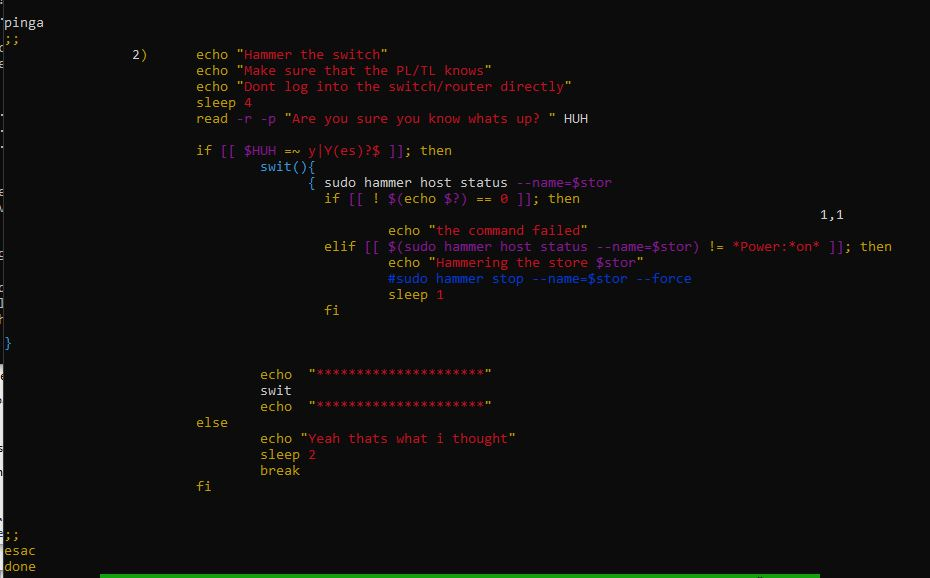 pinga
;;
2) echo "Hammer the switch"
echo "Make sure that the PL/TL knows"
echo "Dont log into the switch/router directly"
sleep 4
read -r -p "Are you sure you know whats up? " HUH
if [[ $HUH =~ y|Y(es)?$ ]]; then
swit(){
{ sudo hammer host status --name=$stor
if [[ ! $(echo $?) == 0 ]]; then
1,1
echo "the command failed"
elif [[ $(sudo hammer host status --name=$stor) != *Power:*on* ]]; then
echo "Hammering the store $stor"
#sudo hammer stop --name=$stor --force
sleep 1
fi
}
echo "*********************"
swit
echo "*********************"
else
echo "Yeah thats what i thought"
sleep 2
break
fi
;;
esac
done